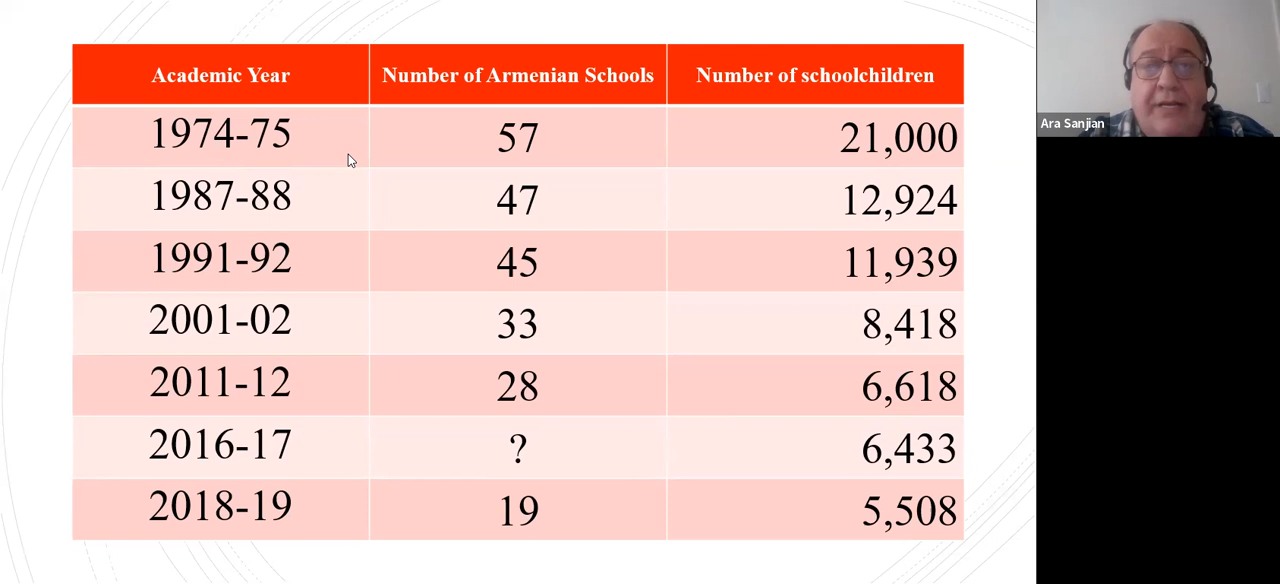 Academic Year Number of Armenian Schools Number of schoolchildren
1974-75 57 21,000
1987-88 47 12,924
1991-92 45 11,939
2001-02 33 8,418
2011-12 28 6,618
2016-17 ? 6,433
2018-19 19 5,508
Ara Sanjian